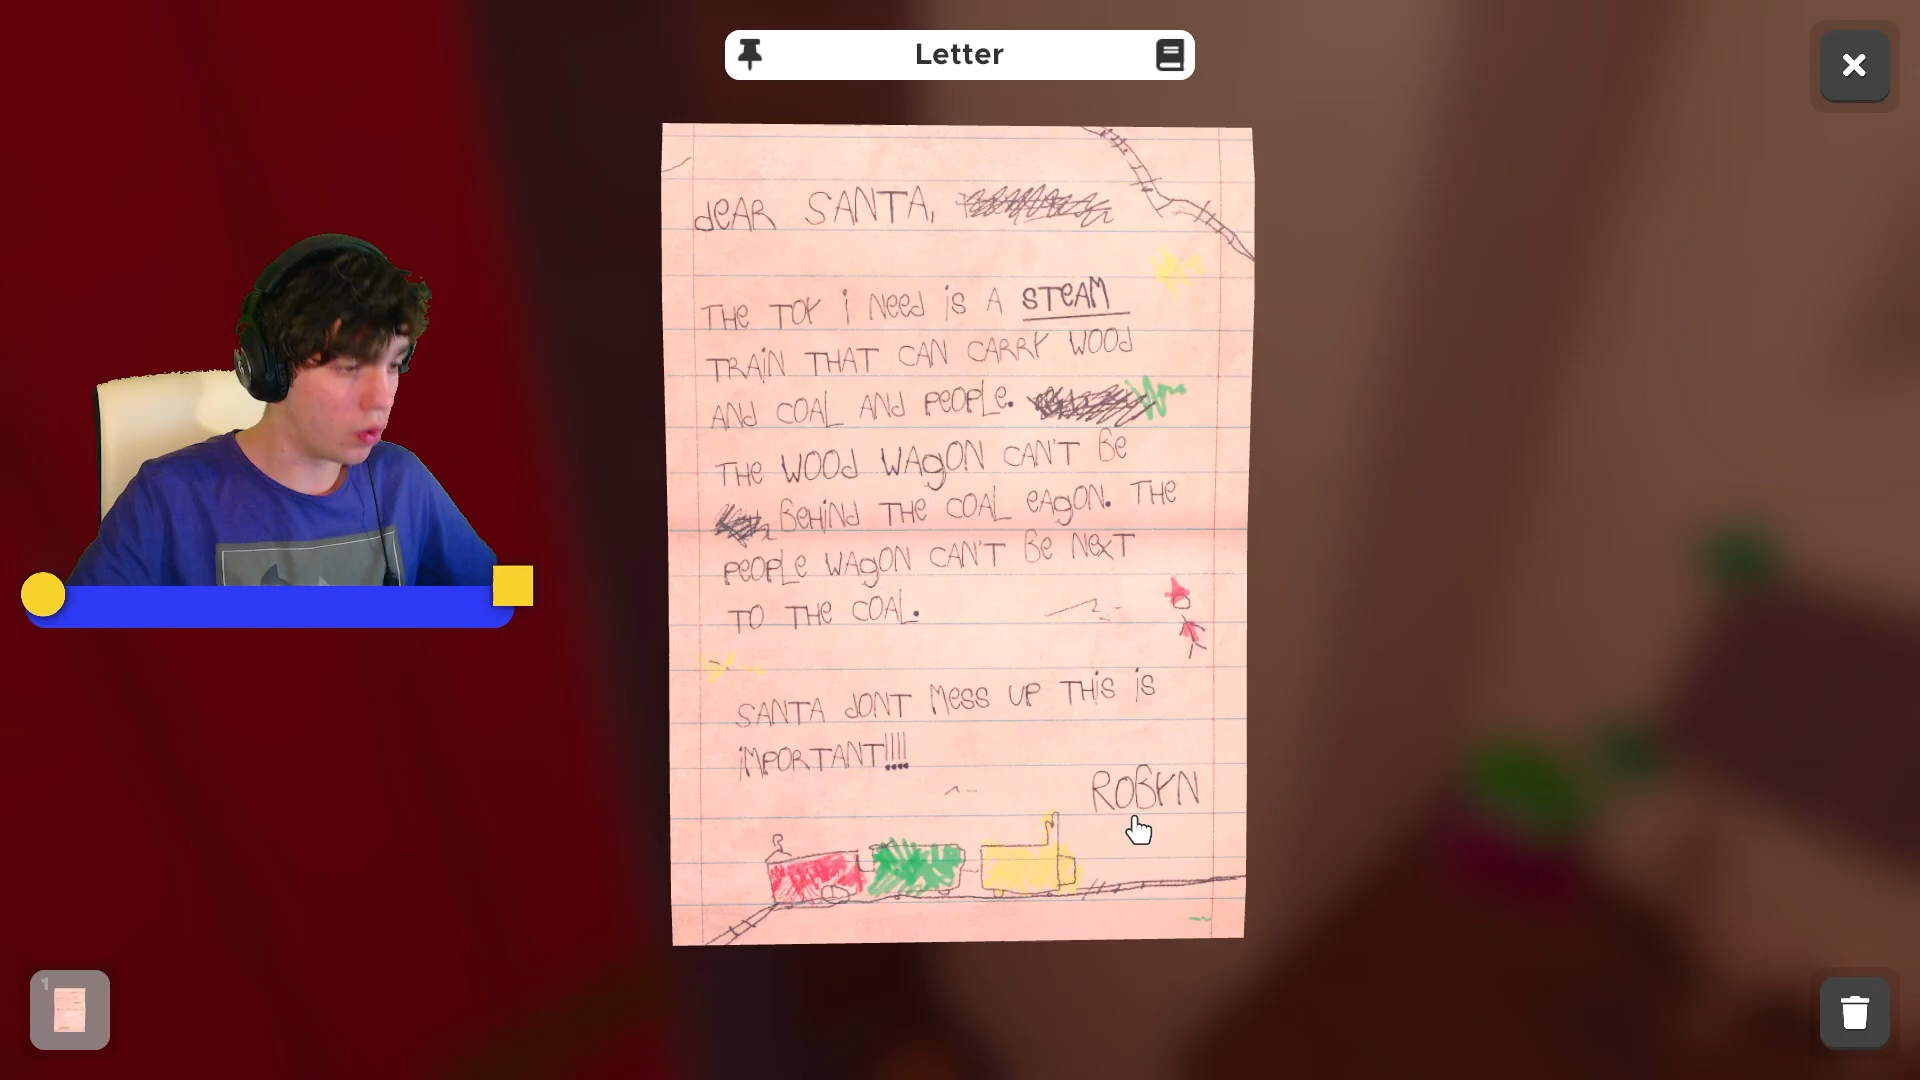 Letter
dEAR SANTA,
THE TOY i NEEd iS A STEAM
TRAiN THAT CAN CARRY WOOd
ANd COAL ANd PEOPLE.
THE WOOd WAgON CAN'T BE
BEHiNd THE COAL EAgON. THE
PEOPLE WAgON CAN'T BE NEXT
TO THE COAL.
SANTA dONT MESS UP THiS iS
iMPORTANT!!!!
ROBYN
1